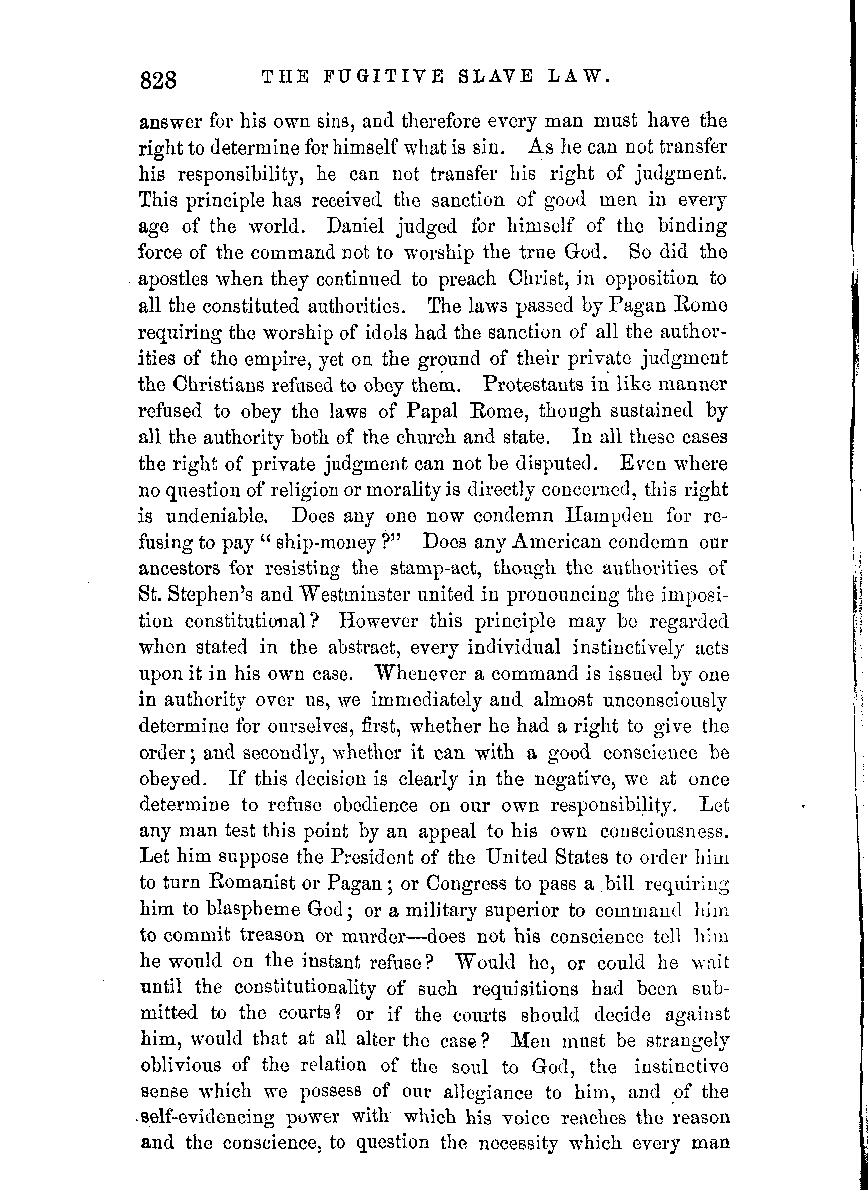 828 THE FUGITIVE SLAVE LAW.
answer for his own sins, and therefore every man must have the
right to determine for himself what is sin. As he can not transfer
his responsibility, he can not transfer his right of judgment.
This principle has received the sanction of good men in every
age of the world. Daniel judged for himself of the binding
force of the command not to worship the true God. So did the
apostles when they continued to preach Christ, in opposition to
all the constituted authorities. The laws passed by Pagan Rome
requiring the worship of idols had the sanction of all the author-
ities of the empire, yet on the ground of their private judgment
the Christians refused to obey them. Protestants in like manner
refused to obey the laws of Papal Rome, though sustained by
all the authority both of the church and state. In all these cases
the right of private judgment can not be disputed. Even where
no question of religion or morality is directly concerned, this right
is undeniable. Does any one now condemn Hampden for re-
fusing to pay “ ship-money ?” Does any American condemn our
ancestors for resisting the stamp-act, though the authorities of
St. Stephen's and Westminster united in pronouncing the imposi-
tion constitutional? However this principle may be regarded
when stated in the abstract, every individual instinctively acts
upon it in his own case. Whenever a command is issued by one
in authority over us, we immediately and almost unconsciously
determine for ourselves, first, whether he had a right to give the
order; and secondly, whether it can with a good conscience be
obeyed. If this decision is clearly in the negative, we at once
determine to refuse obedience on our own responsibility. Let
any man test this point by an appeal to his own consciousness.
Let him suppose the President of the United States to order him
to turn Romanist or Pagan; or Congress to pass a bill requiring
him to blaspheme God; or a military superior to command him
to commit treason or murder—does not his conscience tell him
he would on the instant refuse? Would he, or could he wait
until the constitutionality of such requisitions had been sub-
mitted to the courts? or if the courts should decide against
him, would that at all alter the case? Men must be strangely
oblivious of the relation of the soul to God, the instinctive
sense which we possess of our allegiance to him, and of the
self-evidencing power with which his voice reaches the reason
and the conscience, to question the necessity which every man